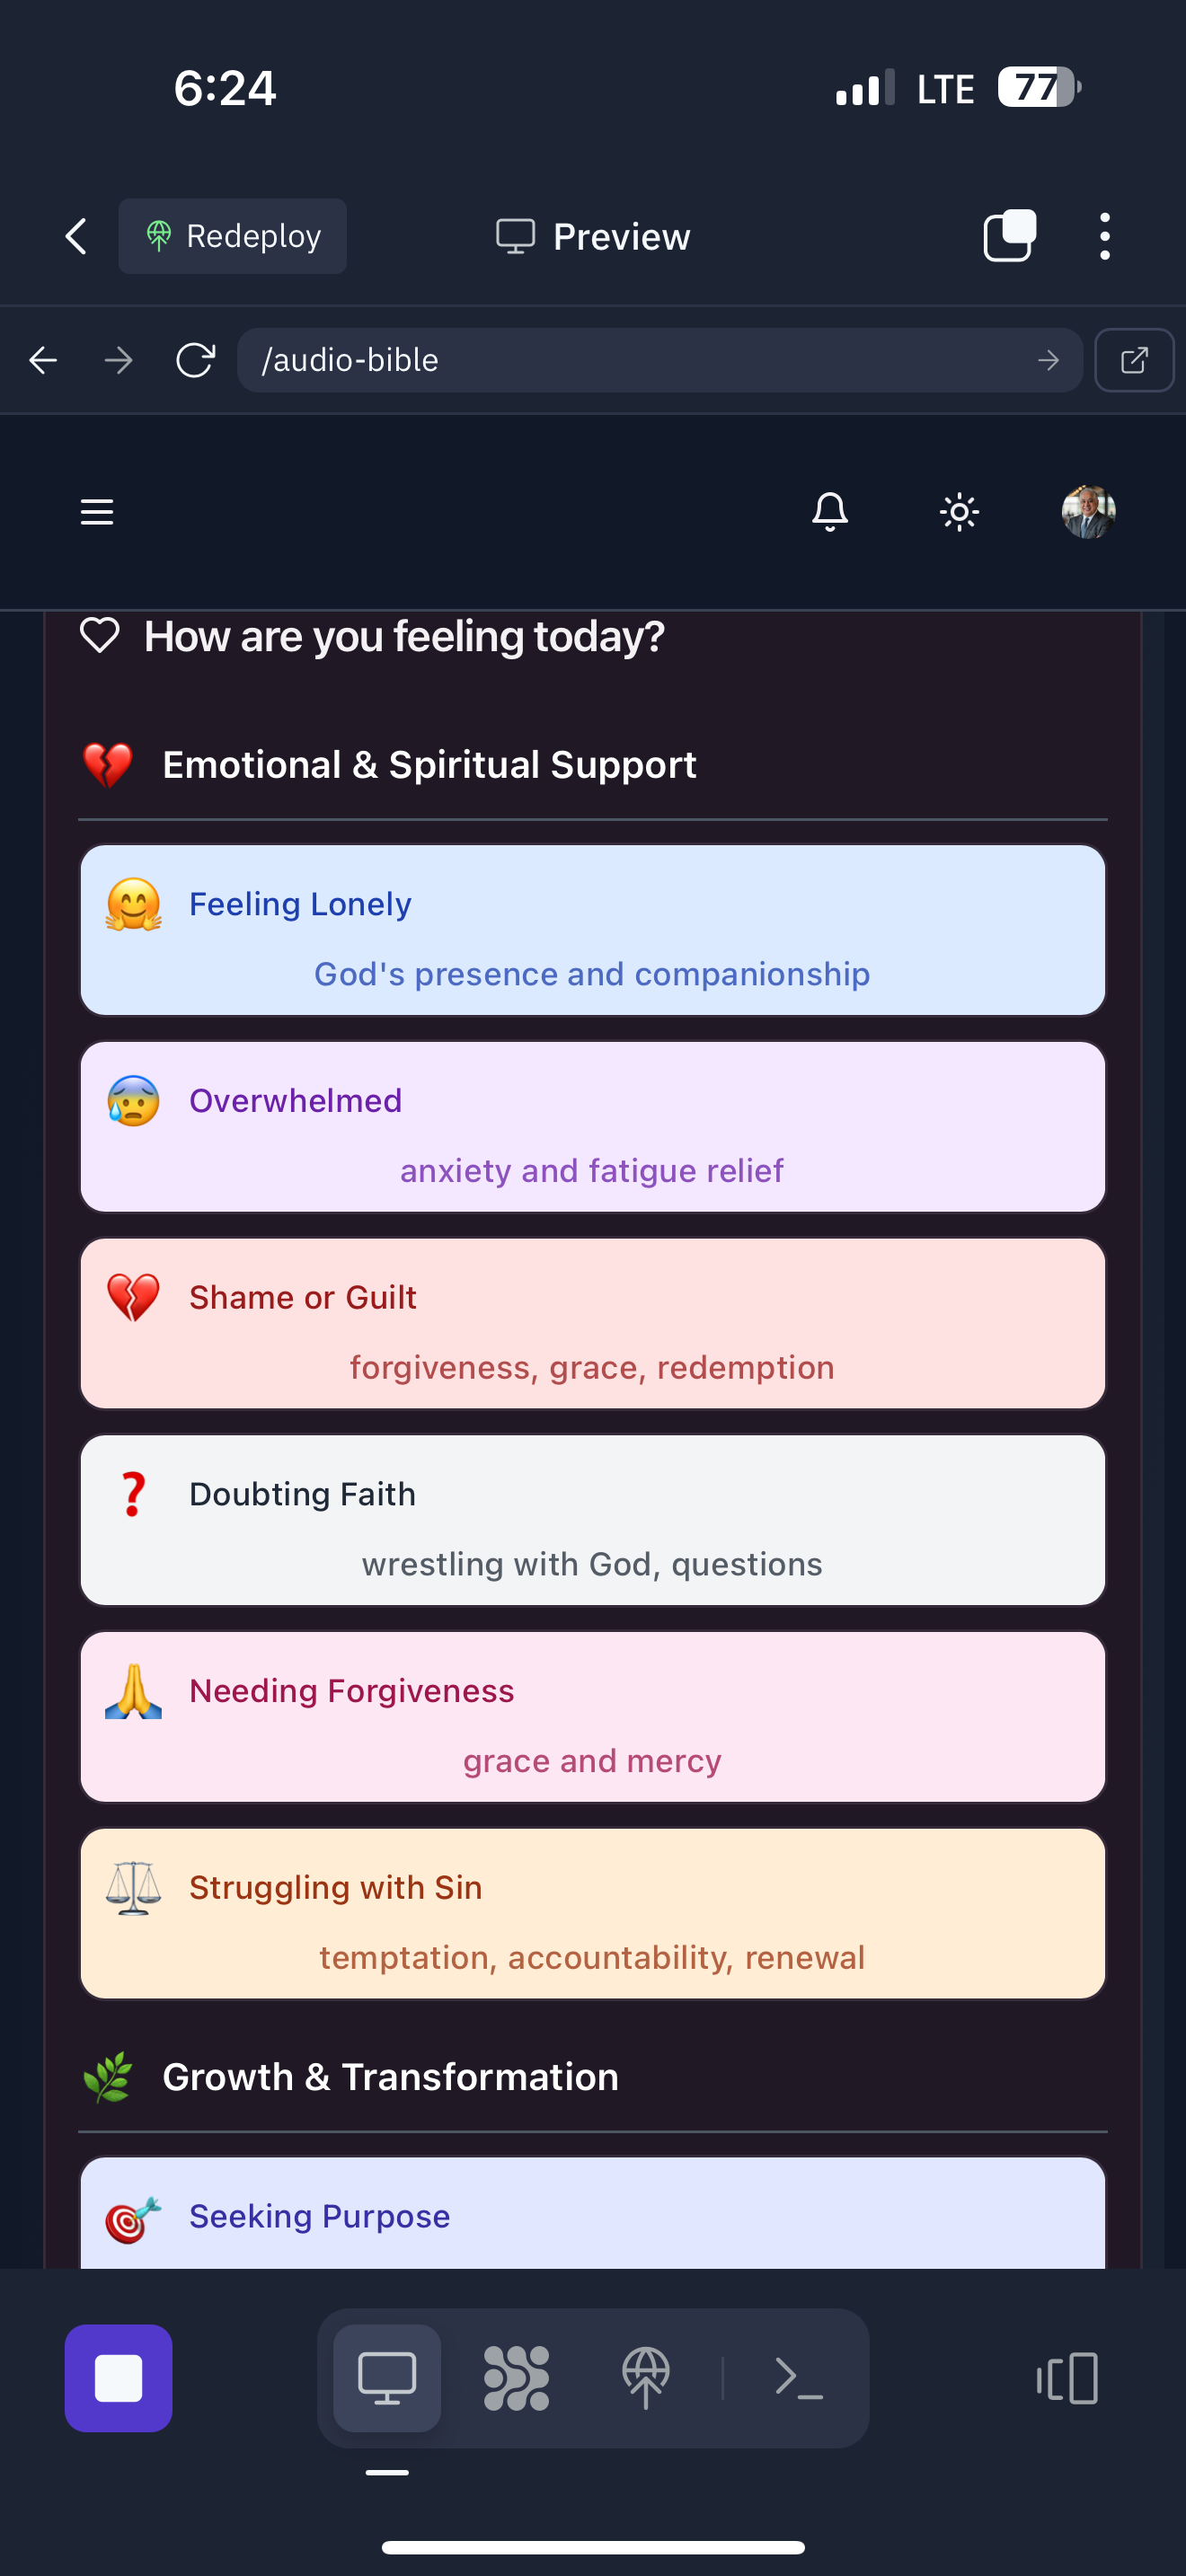 6:24
LTE 77
Redeploy
Preview
/audio-bible
How are you feeling today?
Emotional & Spiritual Support
Feeling Lonely
God's presence and companionship
Overwhelmed
anxiety and fatigue relief
Shame or Guilt
forgiveness, grace, redemption
Doubting Faith
wrestling with God, questions
Needing Forgiveness
grace and mercy
Struggling with Sin
temptation, accountability, renewal
Growth & Transformation
Seeking Purpose